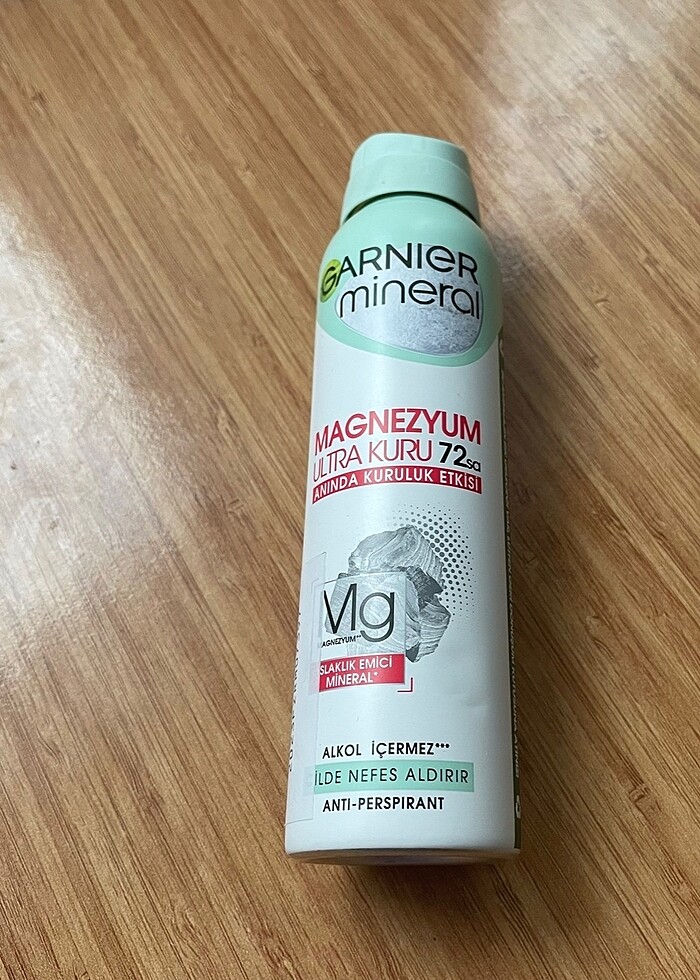 GARNIER
mineral
MAGNEZYUM
ULTRA KURU 72sa
ANINDA KURULUK ETKİSİ
Mg
AGNEZYUM**
SLAKLIK EMİCİ
MİNERAL*
ALKOL İÇERMEZ***
İLDE NEFES ALDIRIR
ANTI-PERSPIRANT